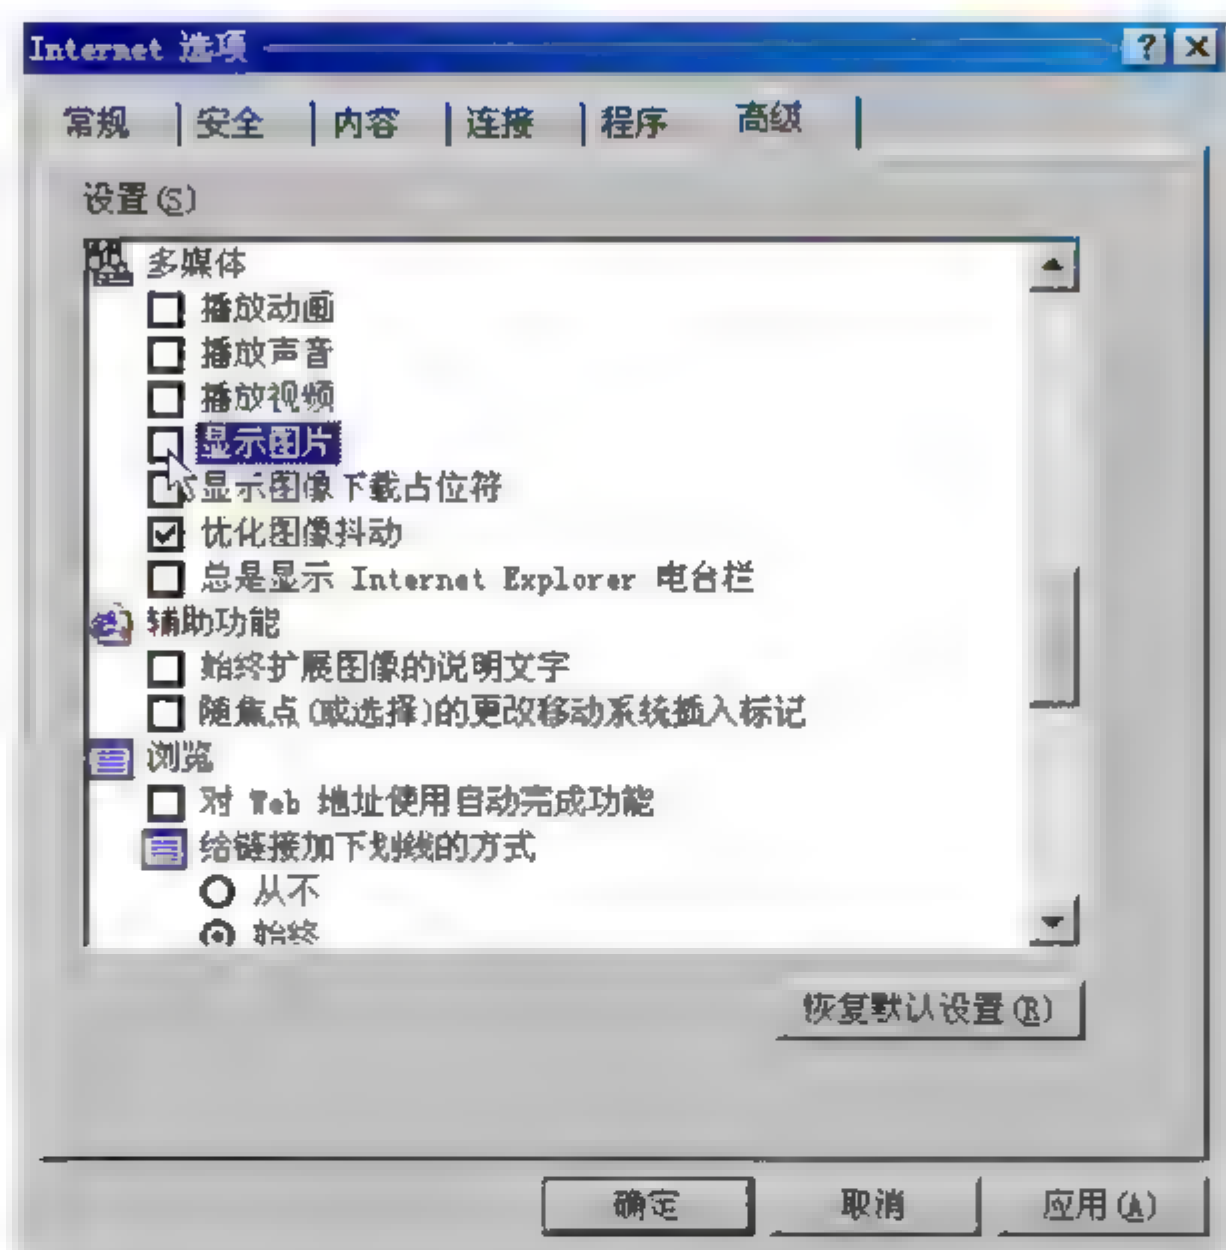 Internet 选项
常规 安全 内容 连接 程序 高级
设置(S)
多媒体
播放动画
播放声音
播放视频
显示图片
显示图像下载占位符
优化图像抖动
总是显示 Internet Explorer 电台栏
辅助功能
始终扩展图像的说明文字
随焦点(或选择)的更改移动系统插入标记
浏览
对 Web 地址使用自动完成功能
给链接加下划线的方式
从不
始终
恢复默认设置(R)
确定 取消 应用(A)